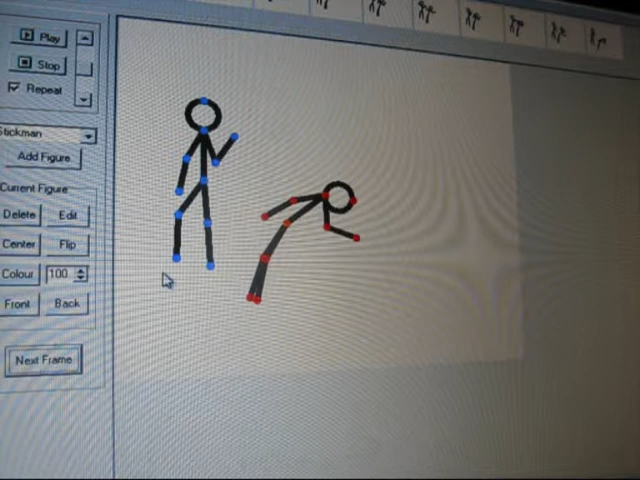 Play
Stop
Repeat
Stickman
Add Figure
Current Figure
Delete Edit
Center Flip
Colour 100
Front Back
Next Frame